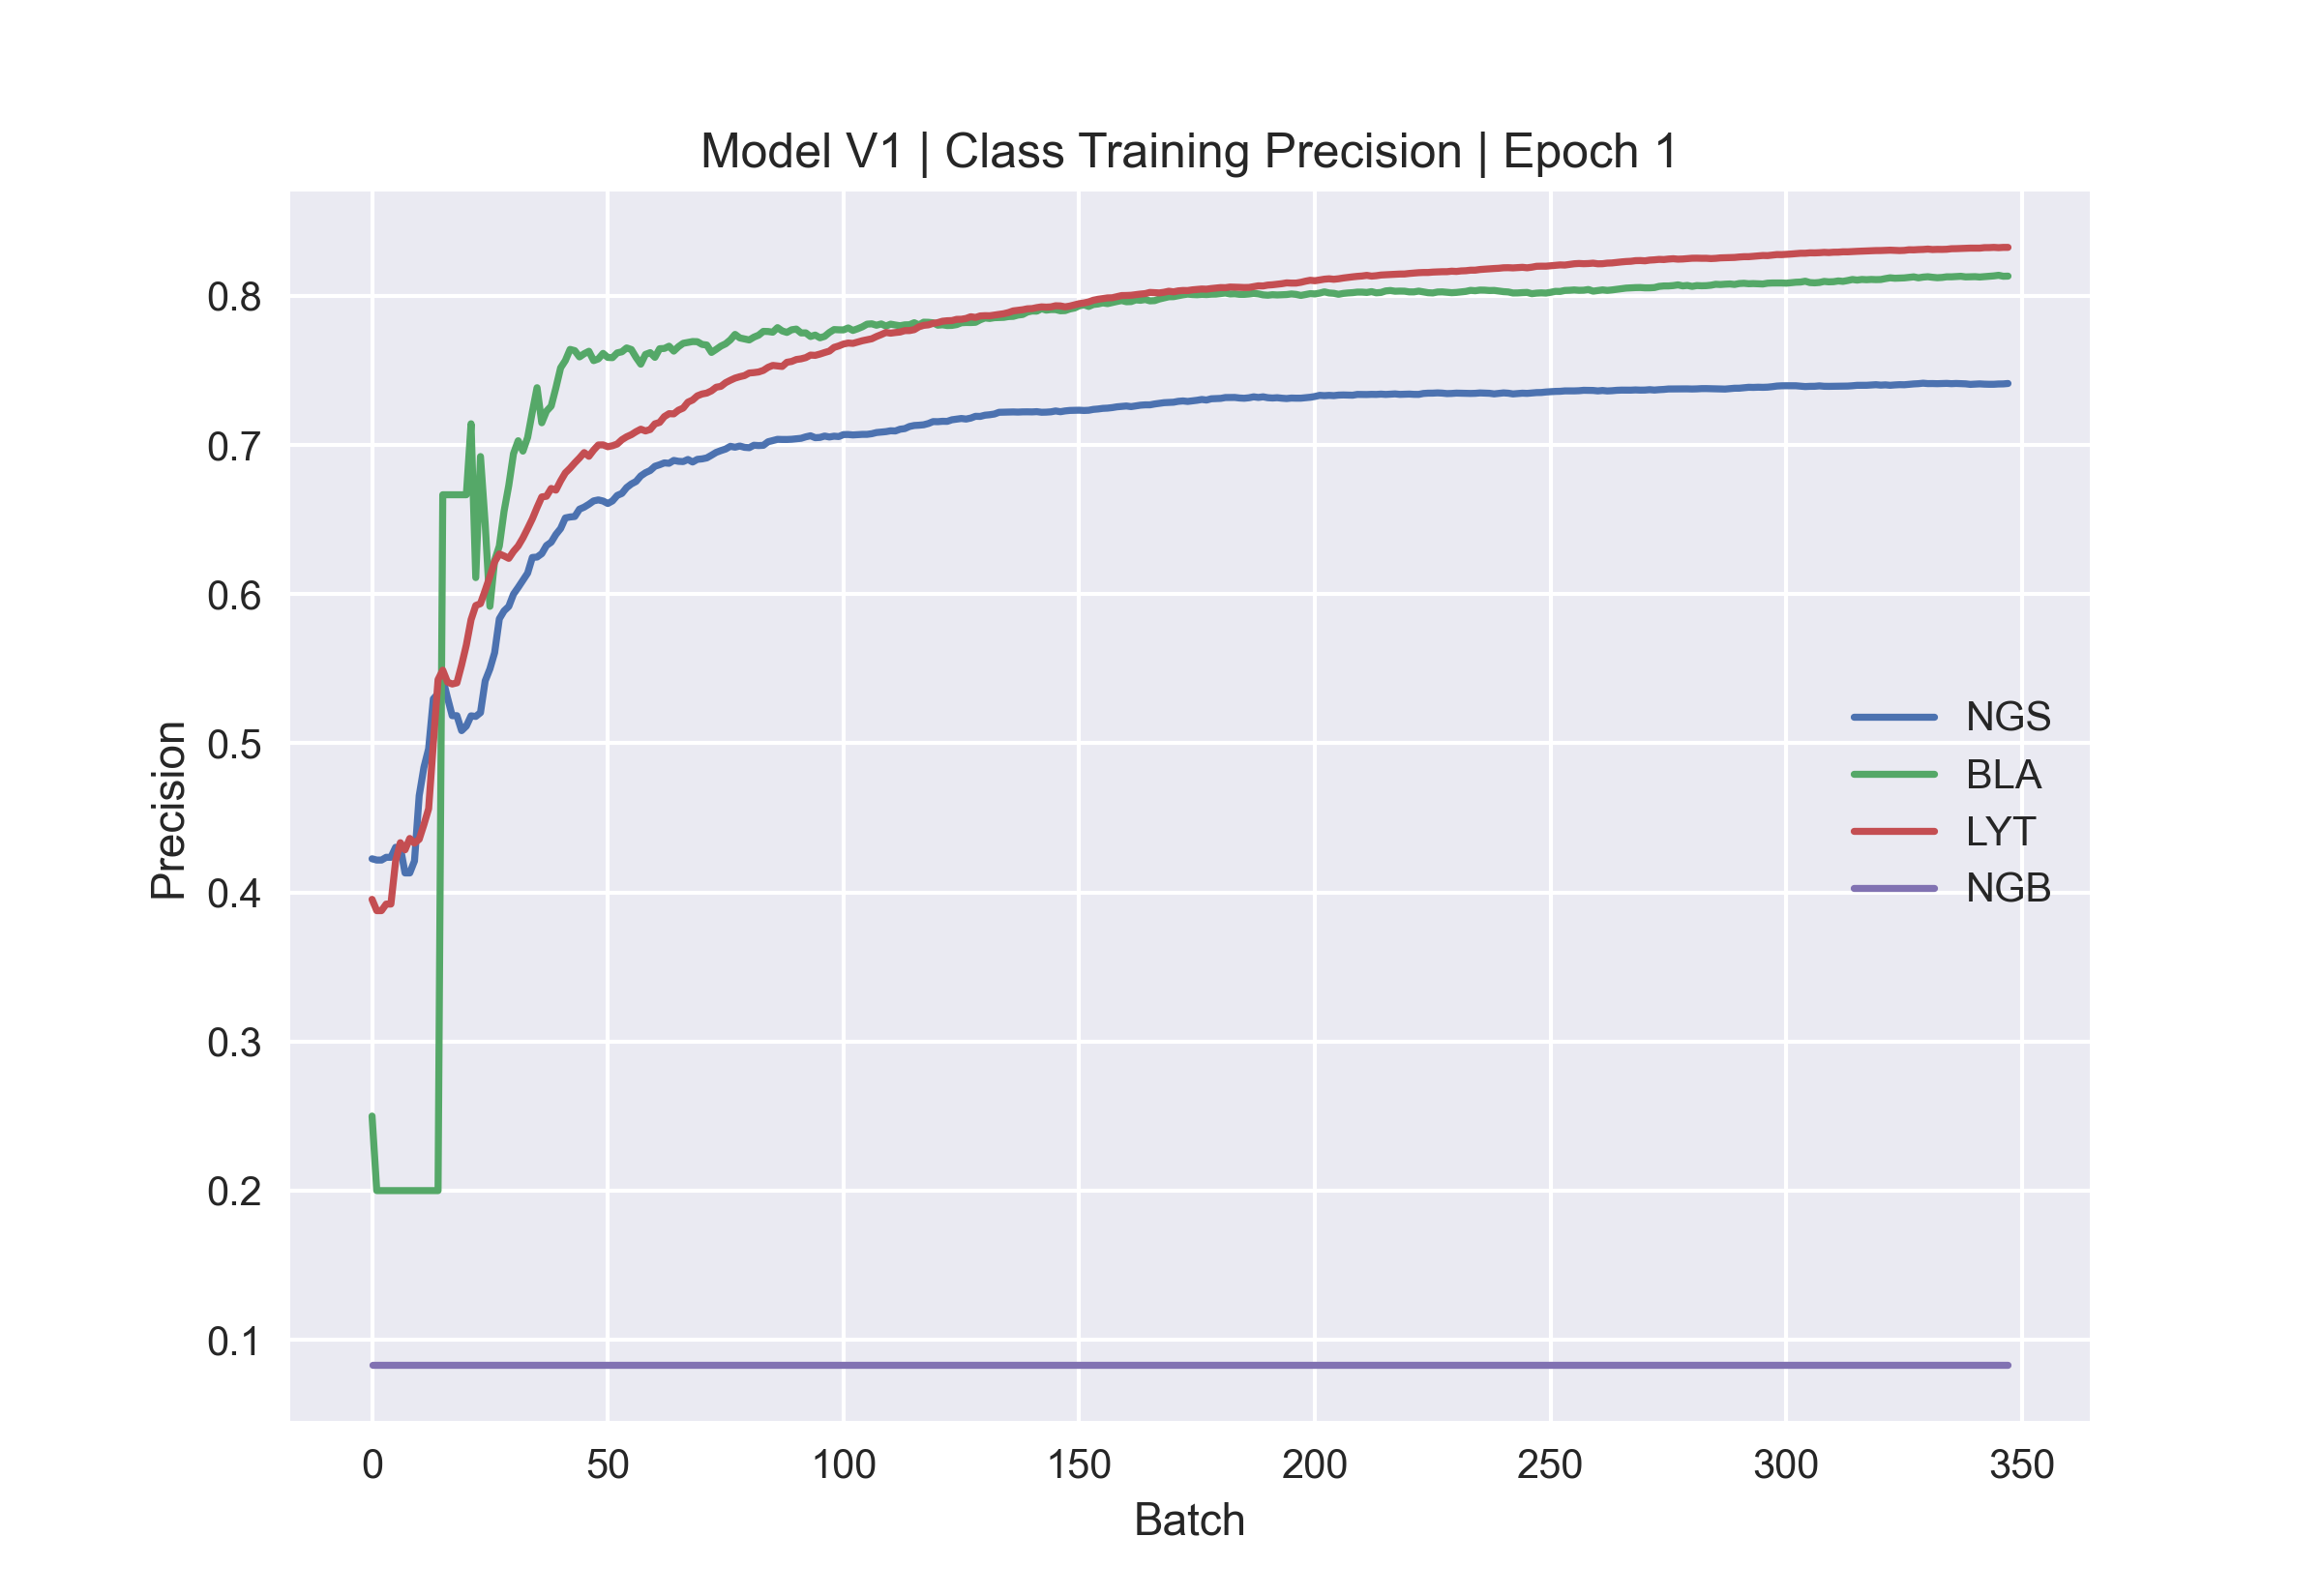 Model V1 | Class Training Precision | Epoch 1
Precision
0.8
0.7
0.6
0.5
0.4
0.3
0.2
0.1
NGS
BLA
LYT
NGB
0 50 100 150 200 250 300 350
Batch